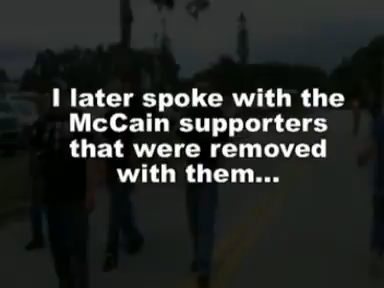 I later spoke with the
McCain supporters
that were removed
with them...